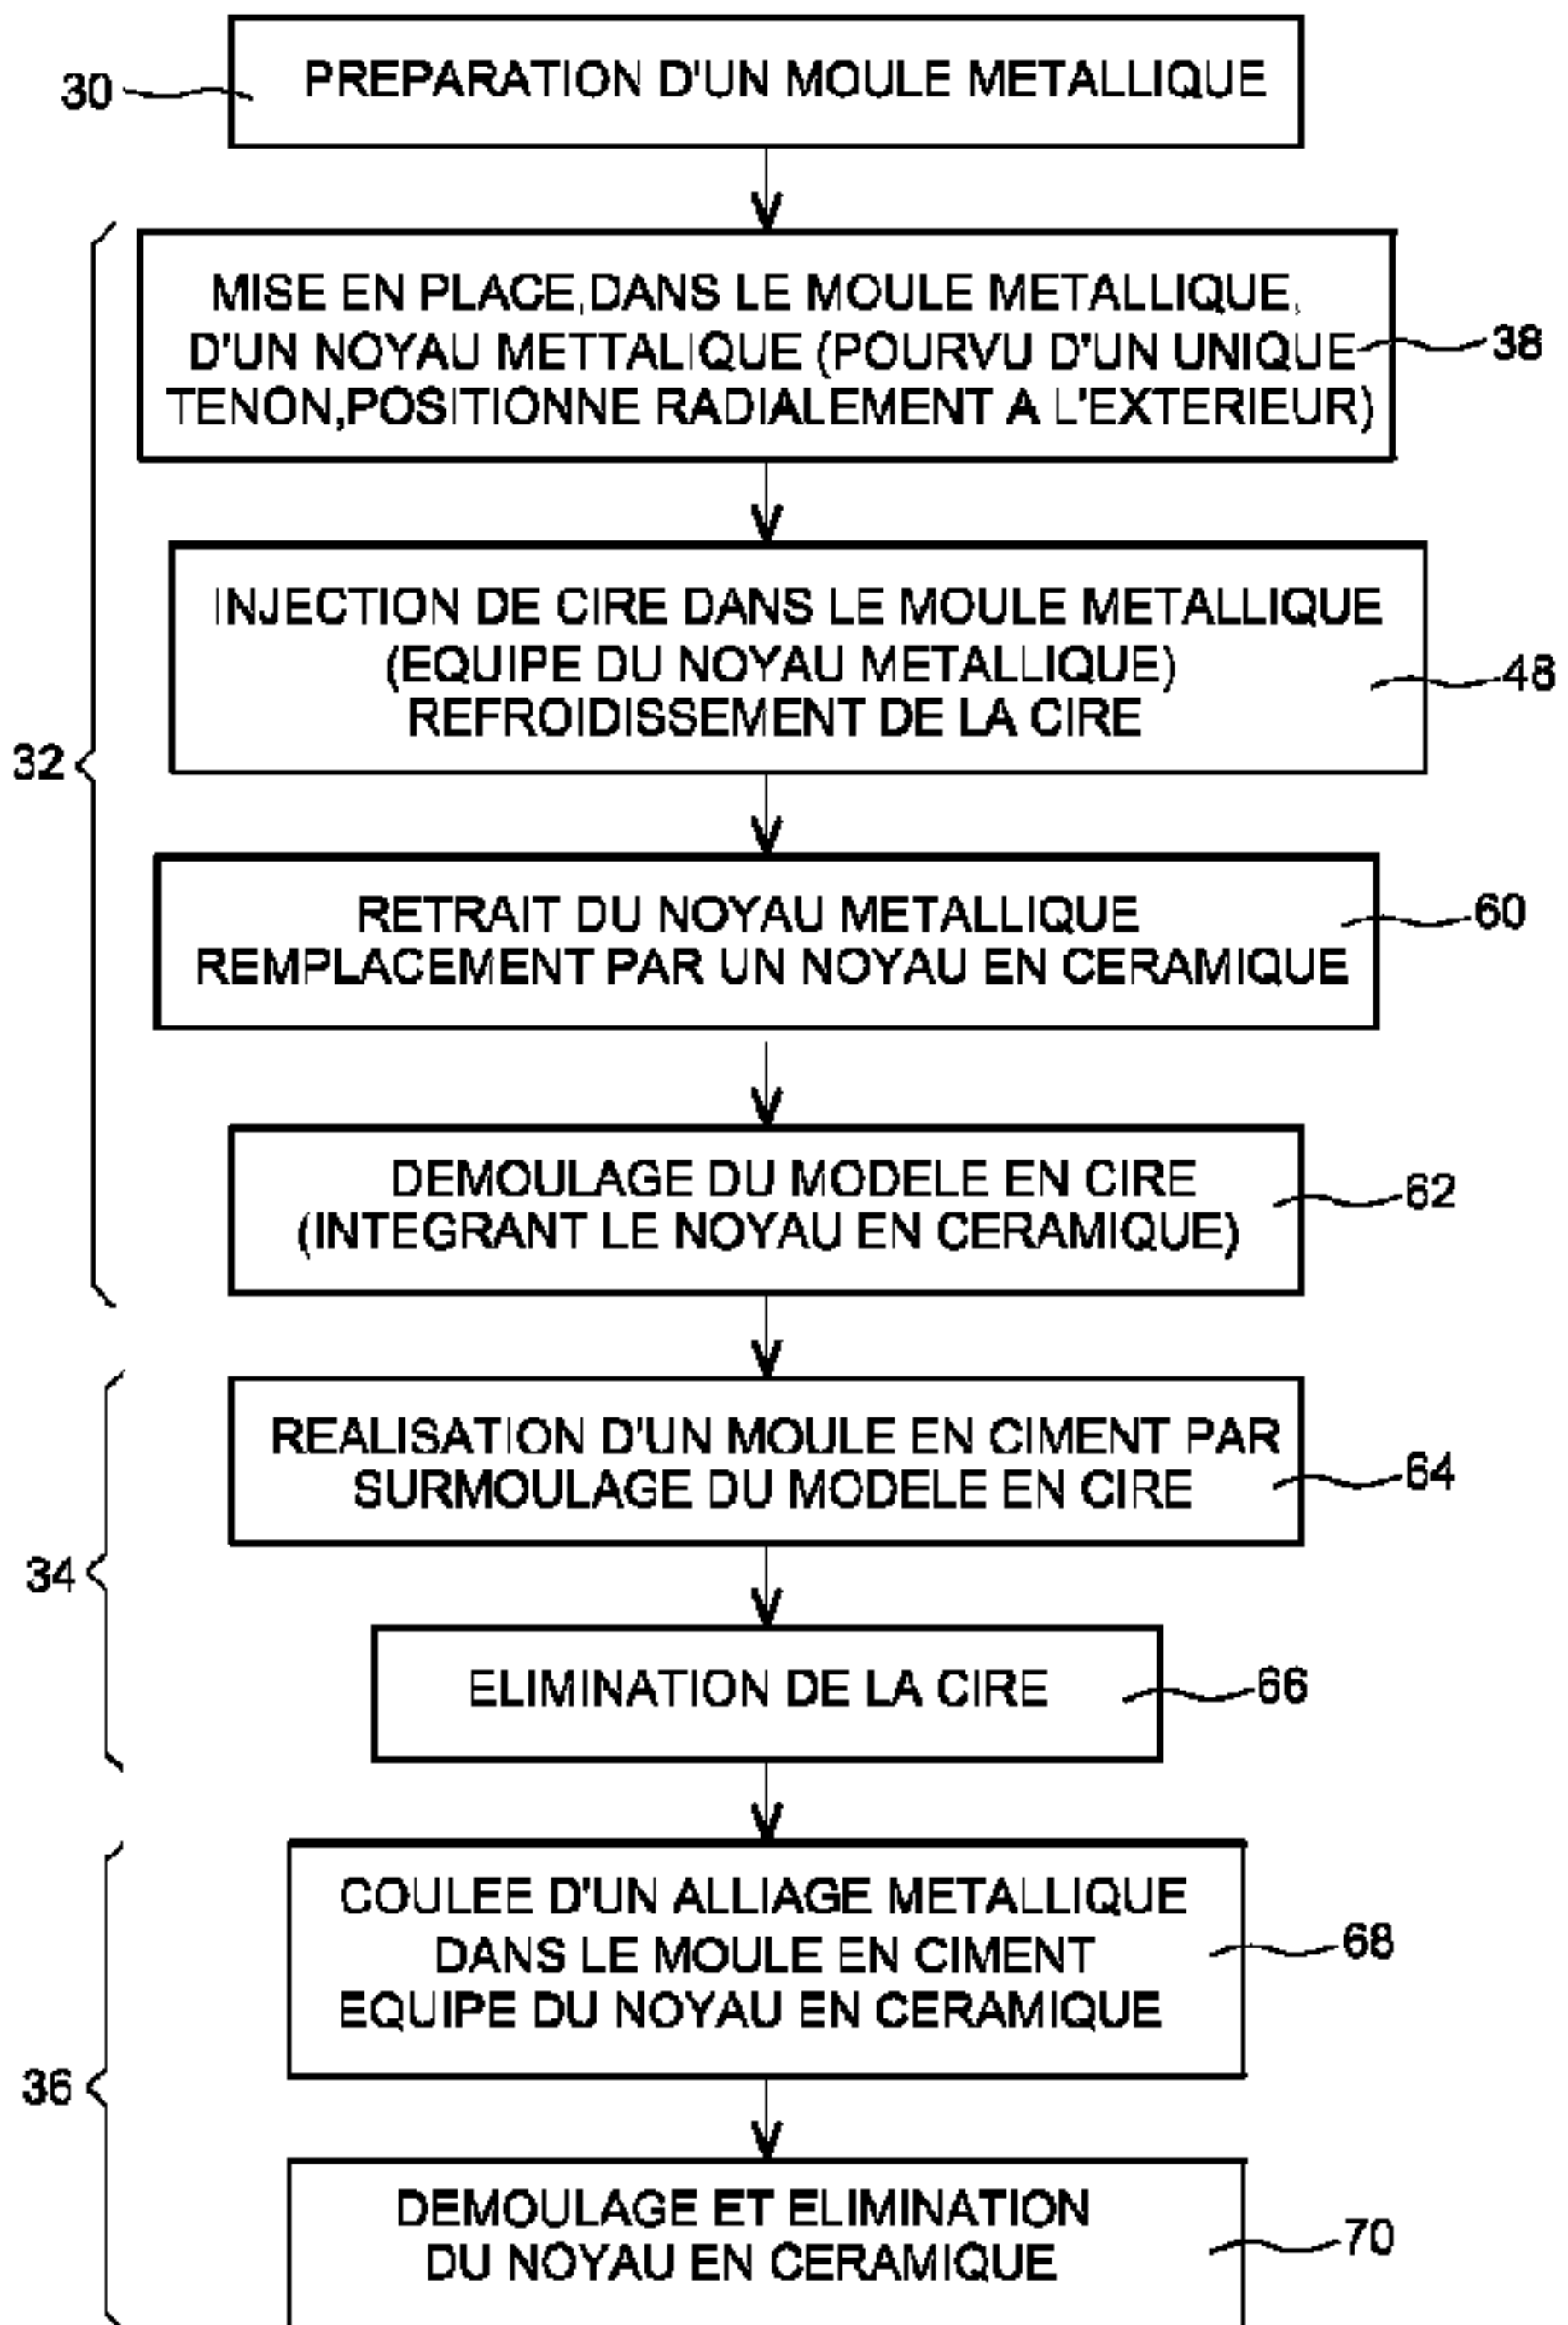 30
PREPARATION D'UN MOULE METALLIQUE
MISE EN PLACE,DANS LE MOULE METALLIQUE,
D'UN NOYAU METTALIQUE (POURVU D'UN UNIQUE
TENON,POSITIONNE RADIALEMENT A L'EXTERIEUR)
38
INJECTION DE CIRE DANS LE MOULE METALLIQUE
(EQUIPE DU NOYAU METALLIQUE)
REFROIDISSEMENT DE LA CIRE
48
32
RETRAIT DU NOYAU METALLIQUE
REMPLACEMENT PAR UN NOYAU EN CERAMIQUE
60
DEMOULAGE DU MODELE EN CIRE
(INTEGRANT LE NOYAU EN CERAMIQUE)
62
REALISATION D'UN MOULE EN CIMENT PAR
SURMOULAGE DU MODELE EN CIRE
64
34
ELIMINATION DE LA CIRE
66
COULEE D'UN ALLIAGE METALLIQUE
DANS LE MOULE EN CIMENT
EQUIPE DU NOYAU EN CERAMIQUE
68
36
DEMOULAGE ET ELIMINATION
DU NOYAU EN CERAMIQUE
70